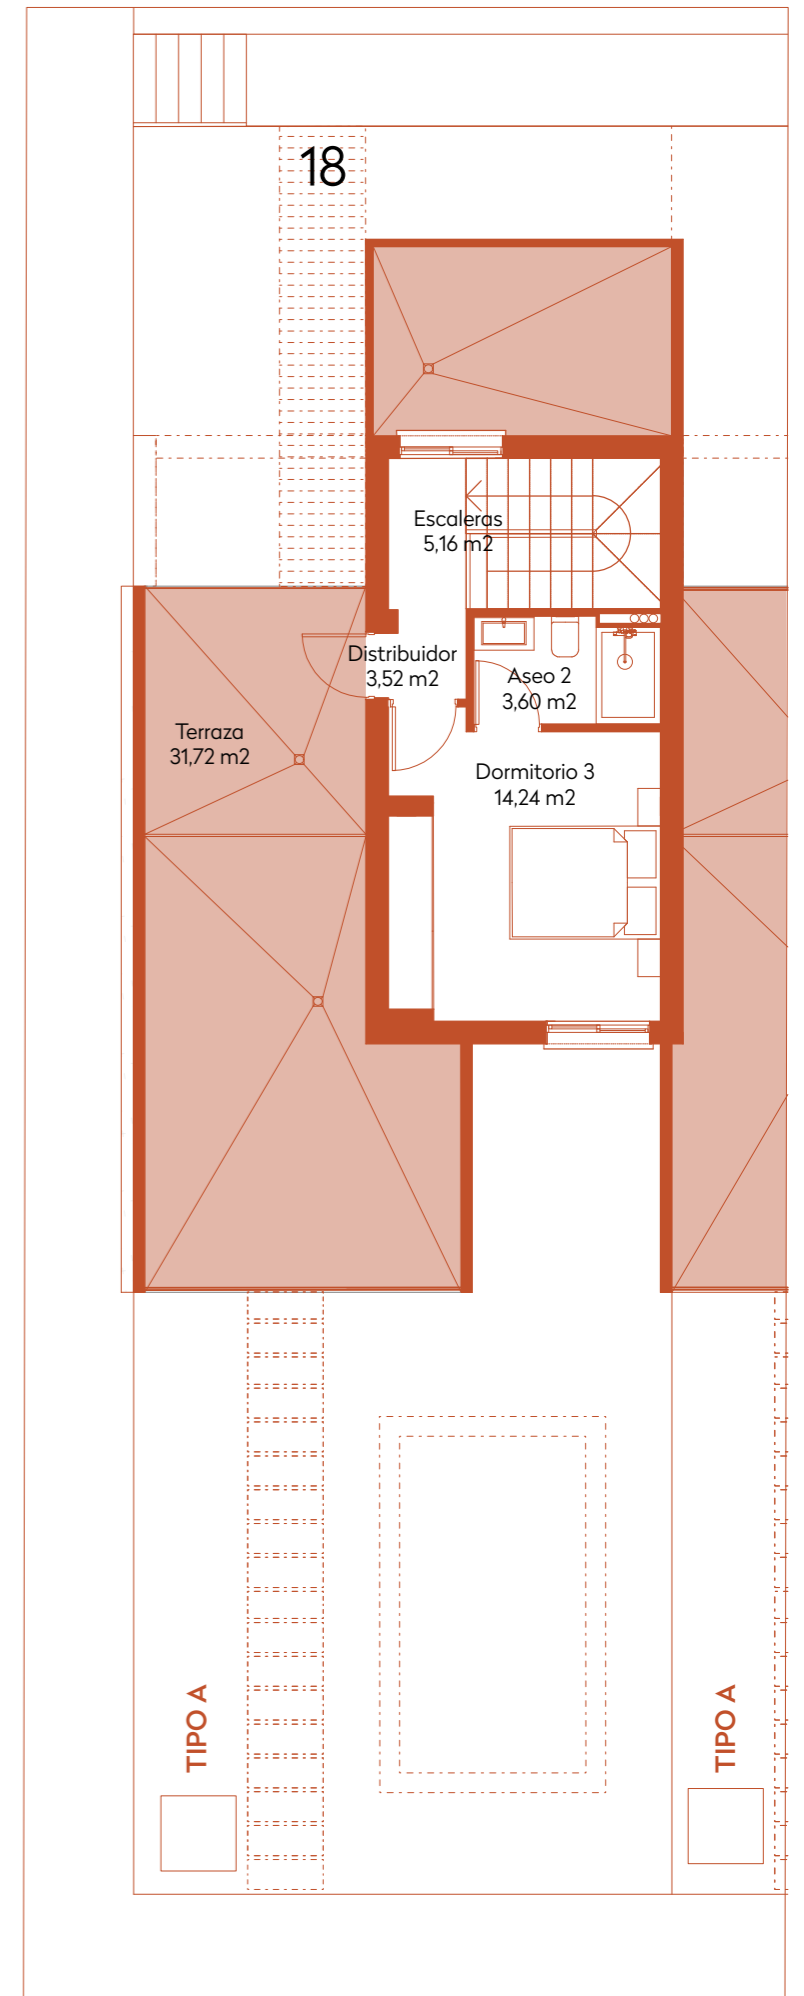 18
Escaleras
5,16 m2
Distribuidor
3,52 m2
Aseo 2
3,60 m2
Terraza
31,72 m2
Dormitorio 3
14,24 m2
TIPO A
TIPO A